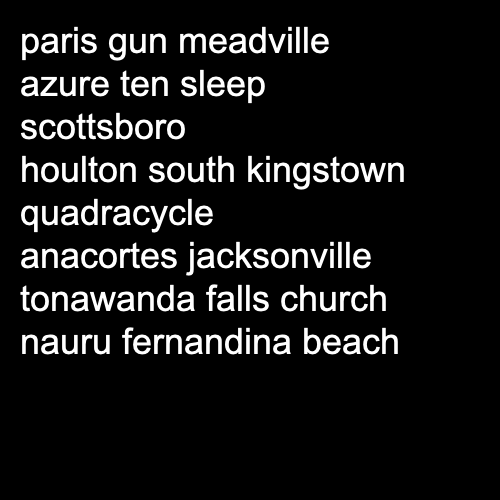 paris gun meadville
azure ten sleep
scottsboro
houlton south kingstown
quadracycle
anacortes jacksonville
tonawanda falls church
nauru fernandina beach